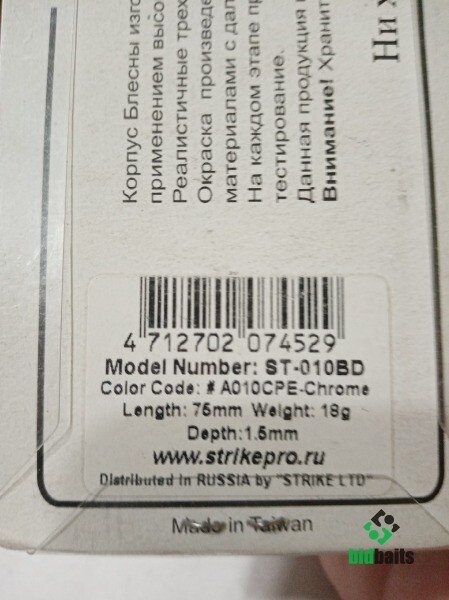 Корпус Блесны изго
применением высо
Реалистичные трех
Окраска произведе
материалами с дал
На каждом этапе пр
тестирование.
Данная продукция
Внимание! Хранит
Ни
4 712702 074529
Model Number: ST-010BD
Color Code: # A010CPE-Chrome
Length: 75mm Weight: 18g
Depth:1.5mm
www.strikepro.ru
Distributed in RUSSIA by "STRIKE LTD"
Made in Taiwan
bidbaits